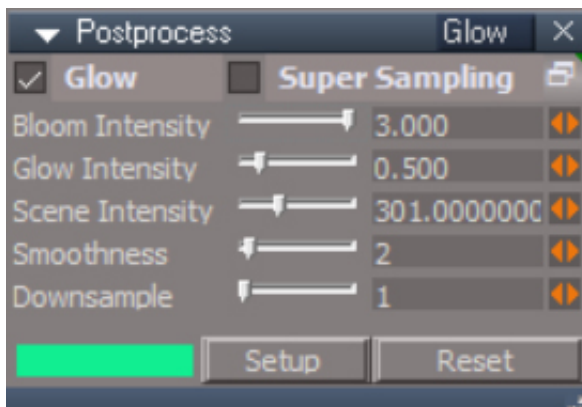 Postprocess Glow
Glow Super Sampling
Bloom Intensity 3.000
Glow Intensity 0.500
Scene Intensity 301.0000000
Smoothness 2
Downsample 1
Setup Reset